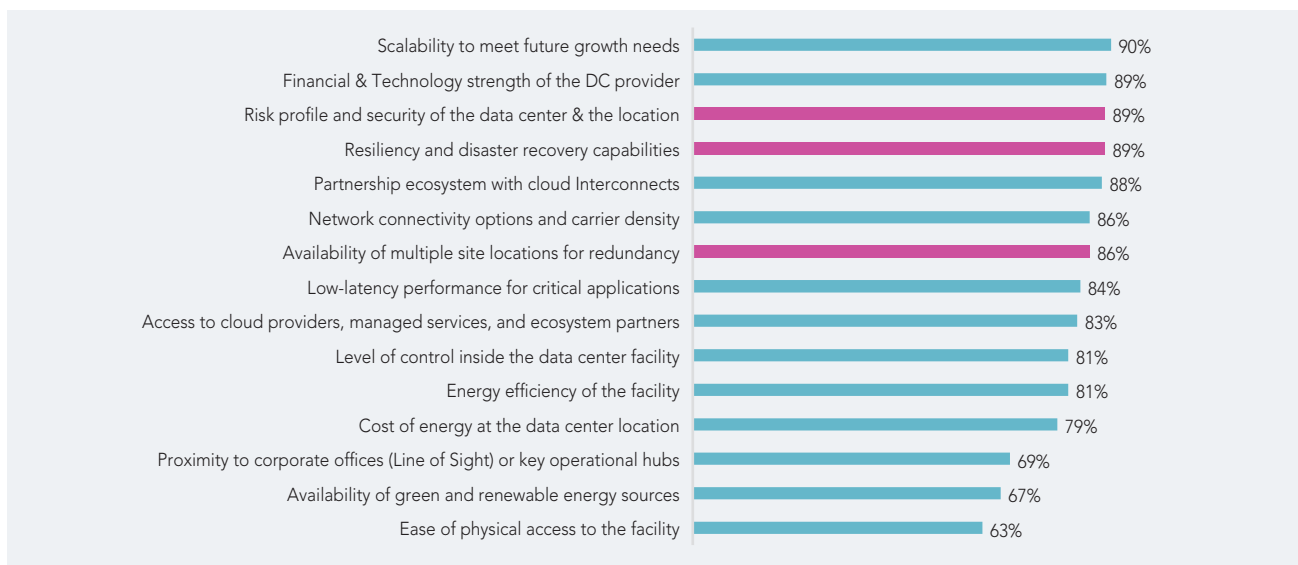 Scalability to meet future growth needs 90%
Financial & Technology strength of the DC provider 89%
Risk profile and security of the data center & the location 89%
Resiliency and disaster recovery capabilities 89%
Partnership ecosystem with cloud Interconnects 88%
Network connectivity options and carrier density 86%
Availability of multiple site locations for redundancy 86%
Low-latency performance for critical applications 84%
Access to cloud providers, managed services, and ecosystem partners 83%
Level of control inside the data center facility 81%
Energy efficiency of the facility 81%
Cost of energy at the data center location 79%
Proximity to corporate offices (Line of Sight) or key operational hubs 69%
Availability of green and renewable energy sources 67%
Ease of physical access to the facility 63%